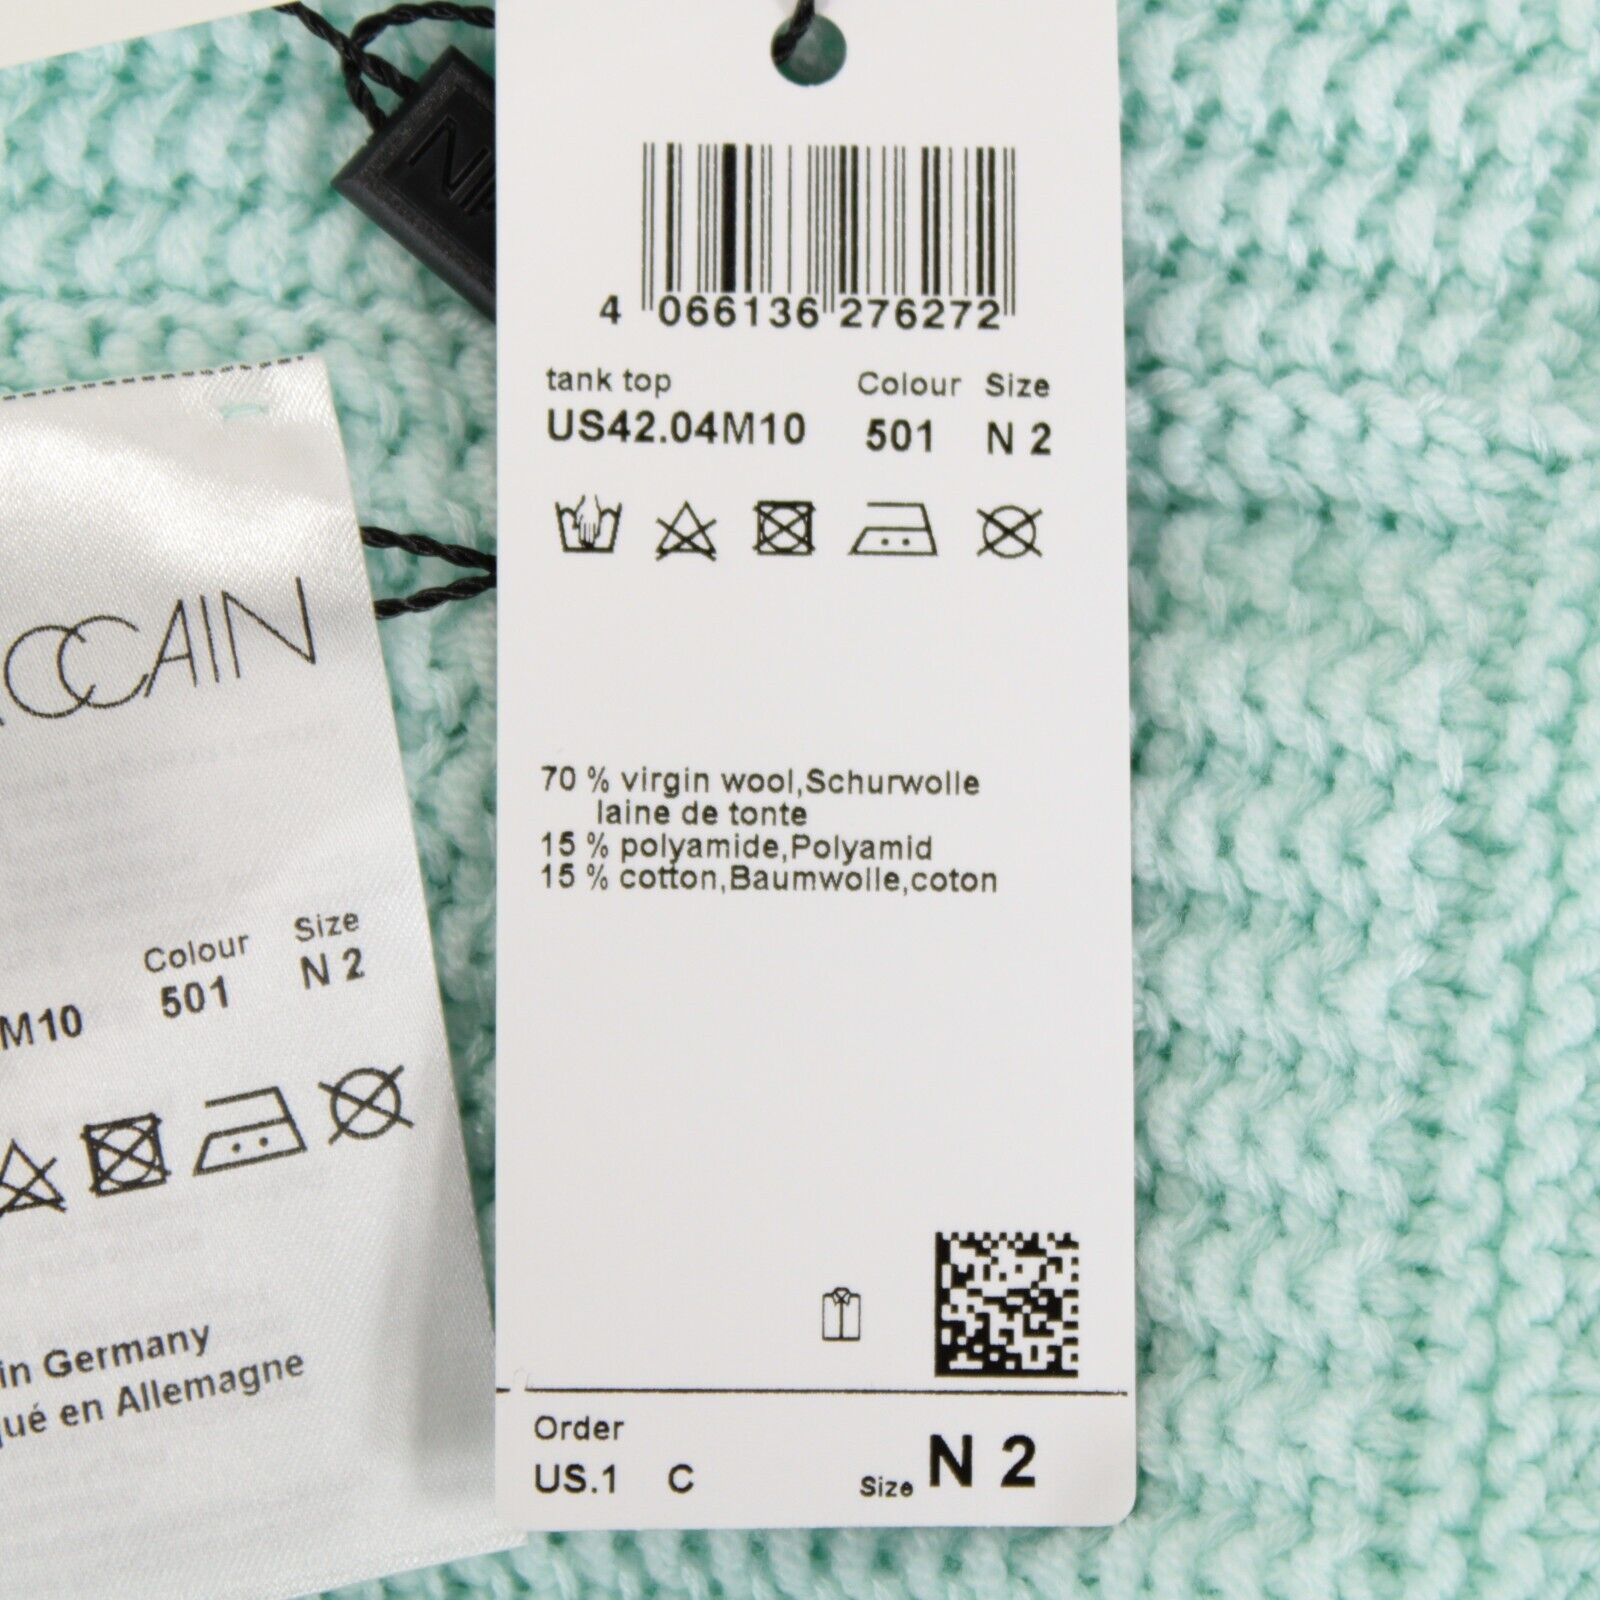 4 066136 276272
tank top Colour Size
US42.04M10 501 N 2
70 % virgin wool,Schurwolle
laine de tonte
15 % polyamide,Polyamid
15 % cotton,Baumwolle,coton
Order
US.1 C Size N 2
CCAIN
Colour Size
M10 501 N 2
in Germany
qué en Allemagne